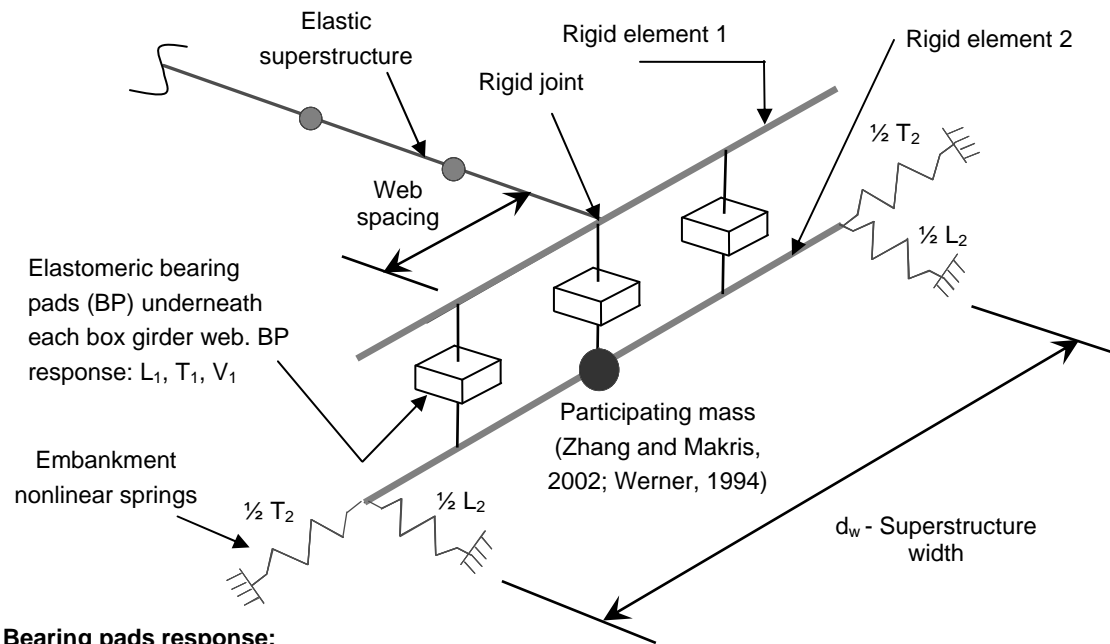 Elastic
superstructure
Rigid element 1
Rigid element 2
Rigid joint
½ T₂
Web
spacing
½ L₂
Elastomeric bearing
pads (BP) underneath
each box girder web. BP
response: L₁, T₁, V₁
Participating mass
(Zhang and Makris,
2002; Werner, 1994)
Embankment
nonlinear springs
½ T₂
½ L₂
d_w - Superstructure
width
Bearing pads response: